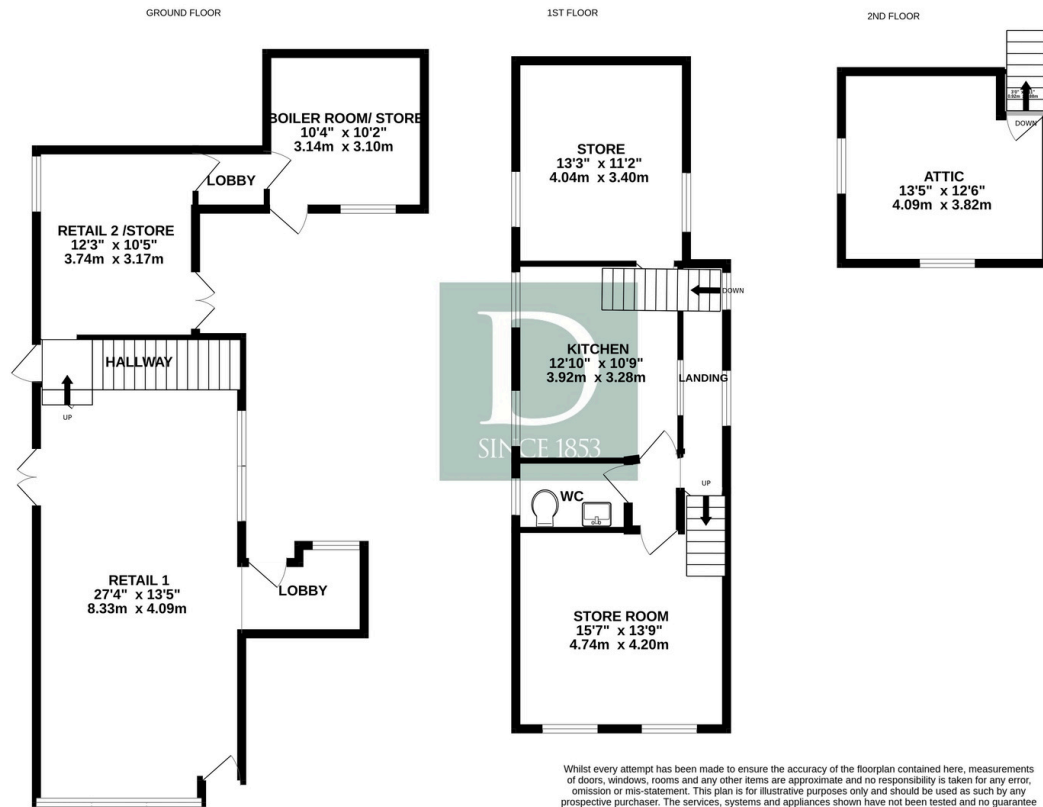 GROUND FLOOR
BOILER ROOM/ STORE
10'4" x 10'2"
3.14m x 3.10m
LOBBY
RETAIL 2 /STORE
12'3" x 10'5"
3.74m x 3.17m
HALLWAY
UP
RETAIL 1
27'4" x 13'5"
8.33m x 4.09m
LOBBY
1ST FLOOR
STORE
13'3" x 11'2"
4.04m x 3.40m
DOWN
KITCHEN
12'10" x 10'9"
3.92m x 3.28m
LANDING
D
SINCE 1853
WC
UP
STORE ROOM
15'7" x 13'9"
4.74m x 4.20m
2ND FLOOR
DOWN
ATTIC
13'5" x 12'6"
4.09m x 3.82m
Whilst every attempt has been made to ensure the accuracy of the floorplan contained here, measurements
of doors, windows, rooms and any other items are approximate and no responsibility is taken for any error,
omission or mis-statement. This plan is for illustrative purposes only and should be used as such by any
prospective purchaser. The services, systems and appliances shown have not been tested and no guarantee